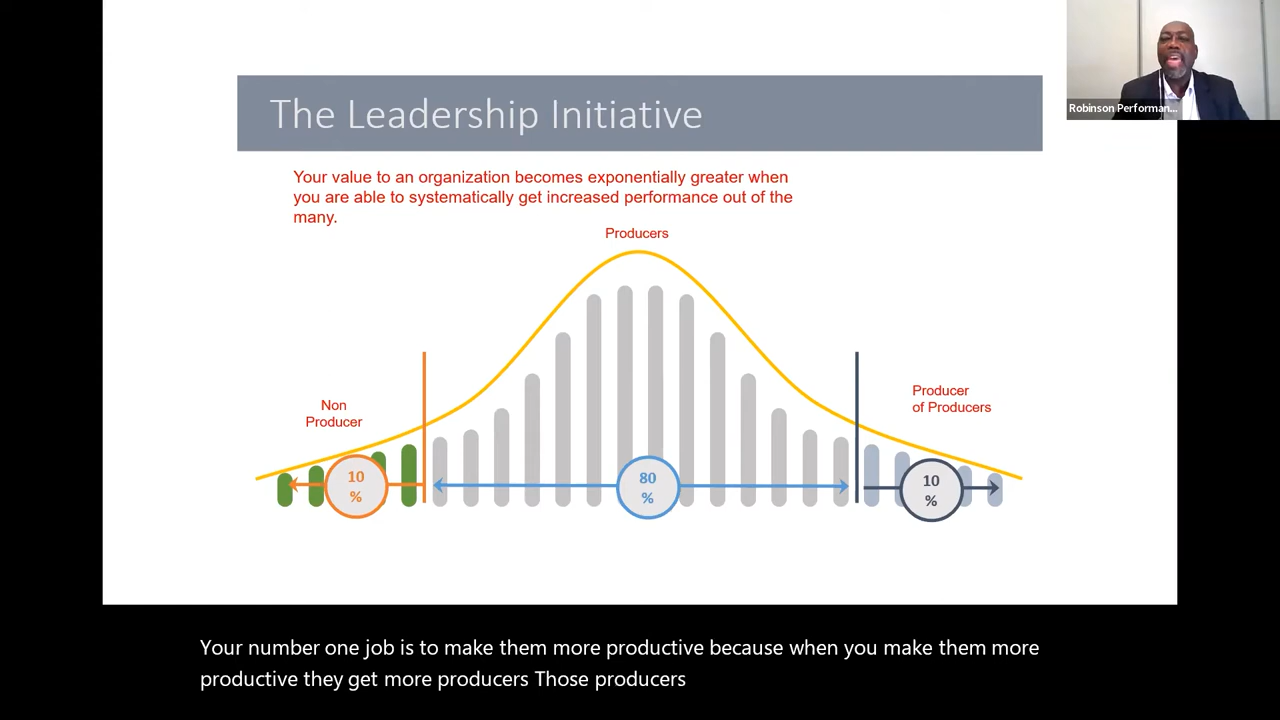 The Leadership Initiative
Robinson Performan...
Your value to an organization becomes exponentially greater when
you are able to systematically get increased performance out of the
many.
Producers
Non
Producer
Producer
of Producers
10
%
80
%
10
%
Your number one job is to make them more productive because when you make them more
productive they get more producers Those producers